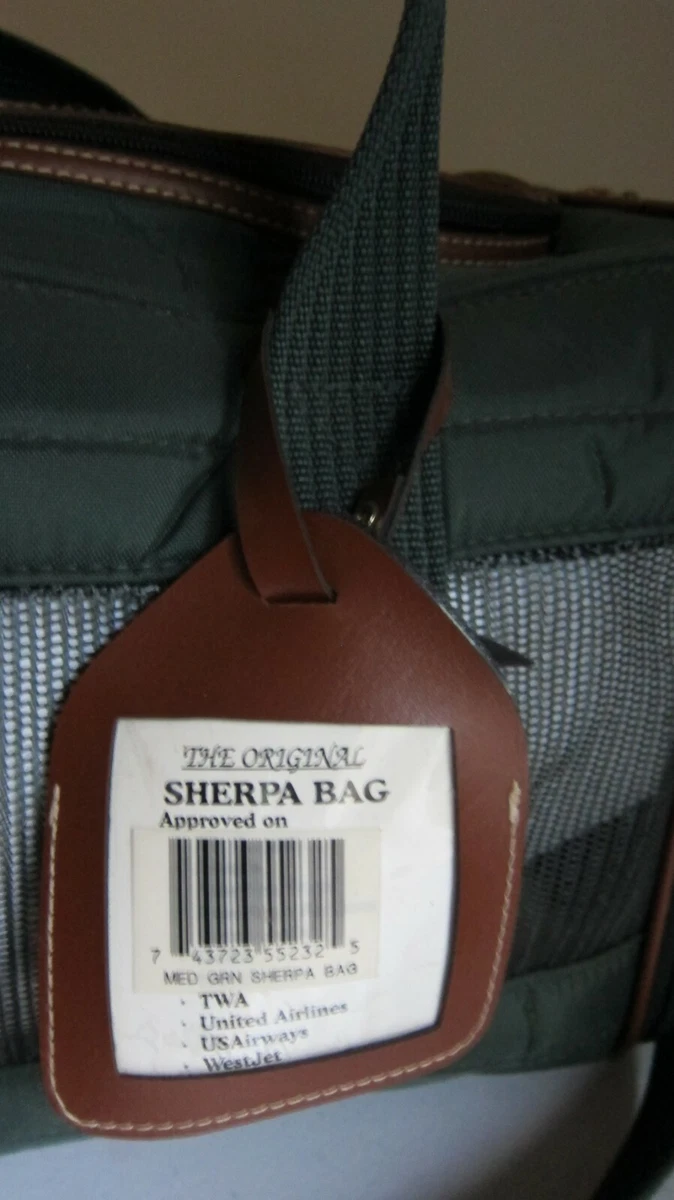 THE ORIGINAL
SHERPA BAG
Approved on
7 43723 55232 5
MED GRN SHERPA BAG
· TWA
· United Airlines
· USAirways
· WestJet